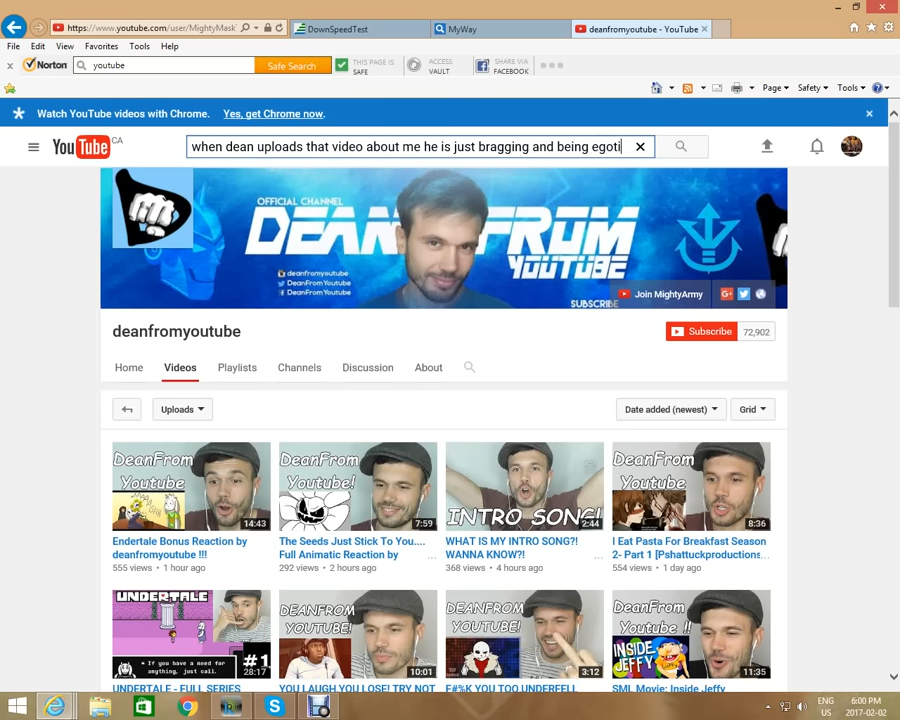 https://www.youtube.com/user/MightyMask
DownSpeedTest
MyWay
deanfromyoutube - YouTube
File Edit View Favorites Tools Help
Norton
youtube
Safe Search
THIS PAGE IS
SAFE
ACCESS
VAULT
SHARE VIA
FACEBOOK
Page
Safety
Tools
Watch YouTube videos with Chrome. Yes, get Chrome now.
YouTube CA
when dean uploads that video about me he is just bragging and being egoti
OFFICIAL CHANNEL
DEAN FROM
YOUTUBE
deanfromyoutube
DeanFromYoutube
DeanFromYoutube
SUBSCRIBE
Join MightyArmy
deanfromyoutube
Subscribe 72,902
Home Videos Playlists Channels Discussion About
Uploads
Date added (newest)
Grid
DeanFrom
Youtube
14:43
Endertale Bonus Reaction by
deanfromyoutube !!!
555 views • 1 hour ago
DeanFrom
Youtube!
7:59
The Seeds Just Stick To You....
Full Animatic Reaction by
292 views • 2 hours ago
INTRO SONG!
2:44
WHAT IS MY INTRO SONG?!
WANNA KNOW?!
368 views • 4 hours ago
DeanFrom
Youtube
8:36
I Eat Pasta For Breakfast Season
2- Part 1 [Pshattuckproductions...
554 views • 1 day ago
UNDERTALE
* If you have a need for
anything, just call.
#1
28:17
UNDERTALE - FULL SERIES
DEANFROM
YOUTUBE!
10:01
YOU LAUGH YOU LOSE! TRY NOT
DEANFROM
YOUTUBE!
3:12
F#%K YOU TOO UNDERFELL
DeanFrom
Youtube !!
INSIDE
JEFFY
11:35
SML Movie: Inside Jeffy
ENG
US
6:00 PM
2017-02-02